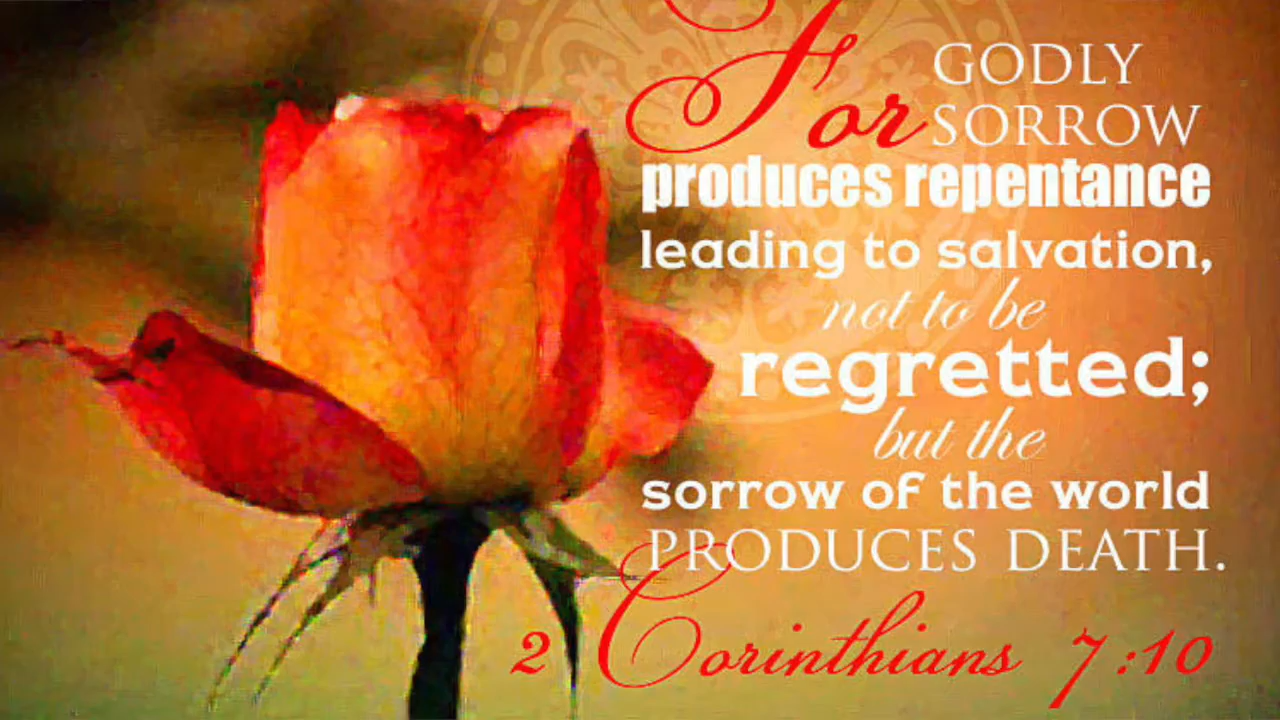 For GODLY
SORROW
produces repentance
leading to salvation,
not to be
regretted;
but the
sorrow of the world
PRODUCES DEATH.
2 Corinthians 7:10